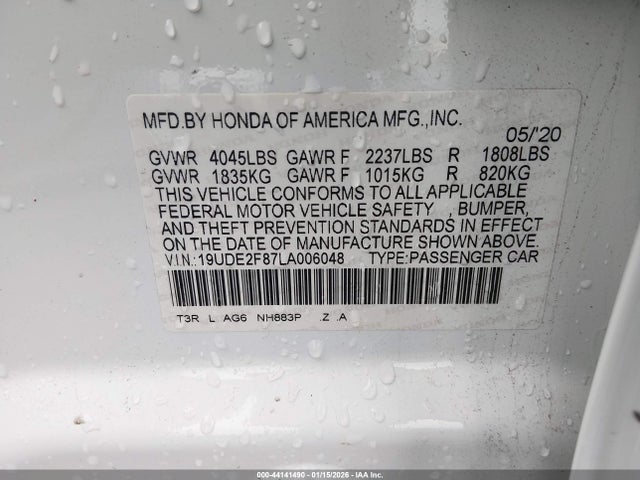 MFD.BY HONDA OF AMERICA MFG.,INC.
05/'20
GVWR 4045LBS GAWR F 2237LBS R 1808LBS
GVWR 1835KG GAWR F 1015KG R 820KG
THIS VEHICLE CONFORMS TO ALL APPLICABLE
FEDERAL MOTOR VEHICLE SAFETY , BUMPER,
AND THEFT PREVENTION STANDARDS IN EFFECT
ON THE DATE OF MANUFACTURE SHOWN ABOVE.
V.I.N.: 19UDE2F87LA006048 TYPE:PASSENGER CAR
T3R L AG6 NH883P .Z .A
000-44141490 - 01/15/2026 - IAA Inc.